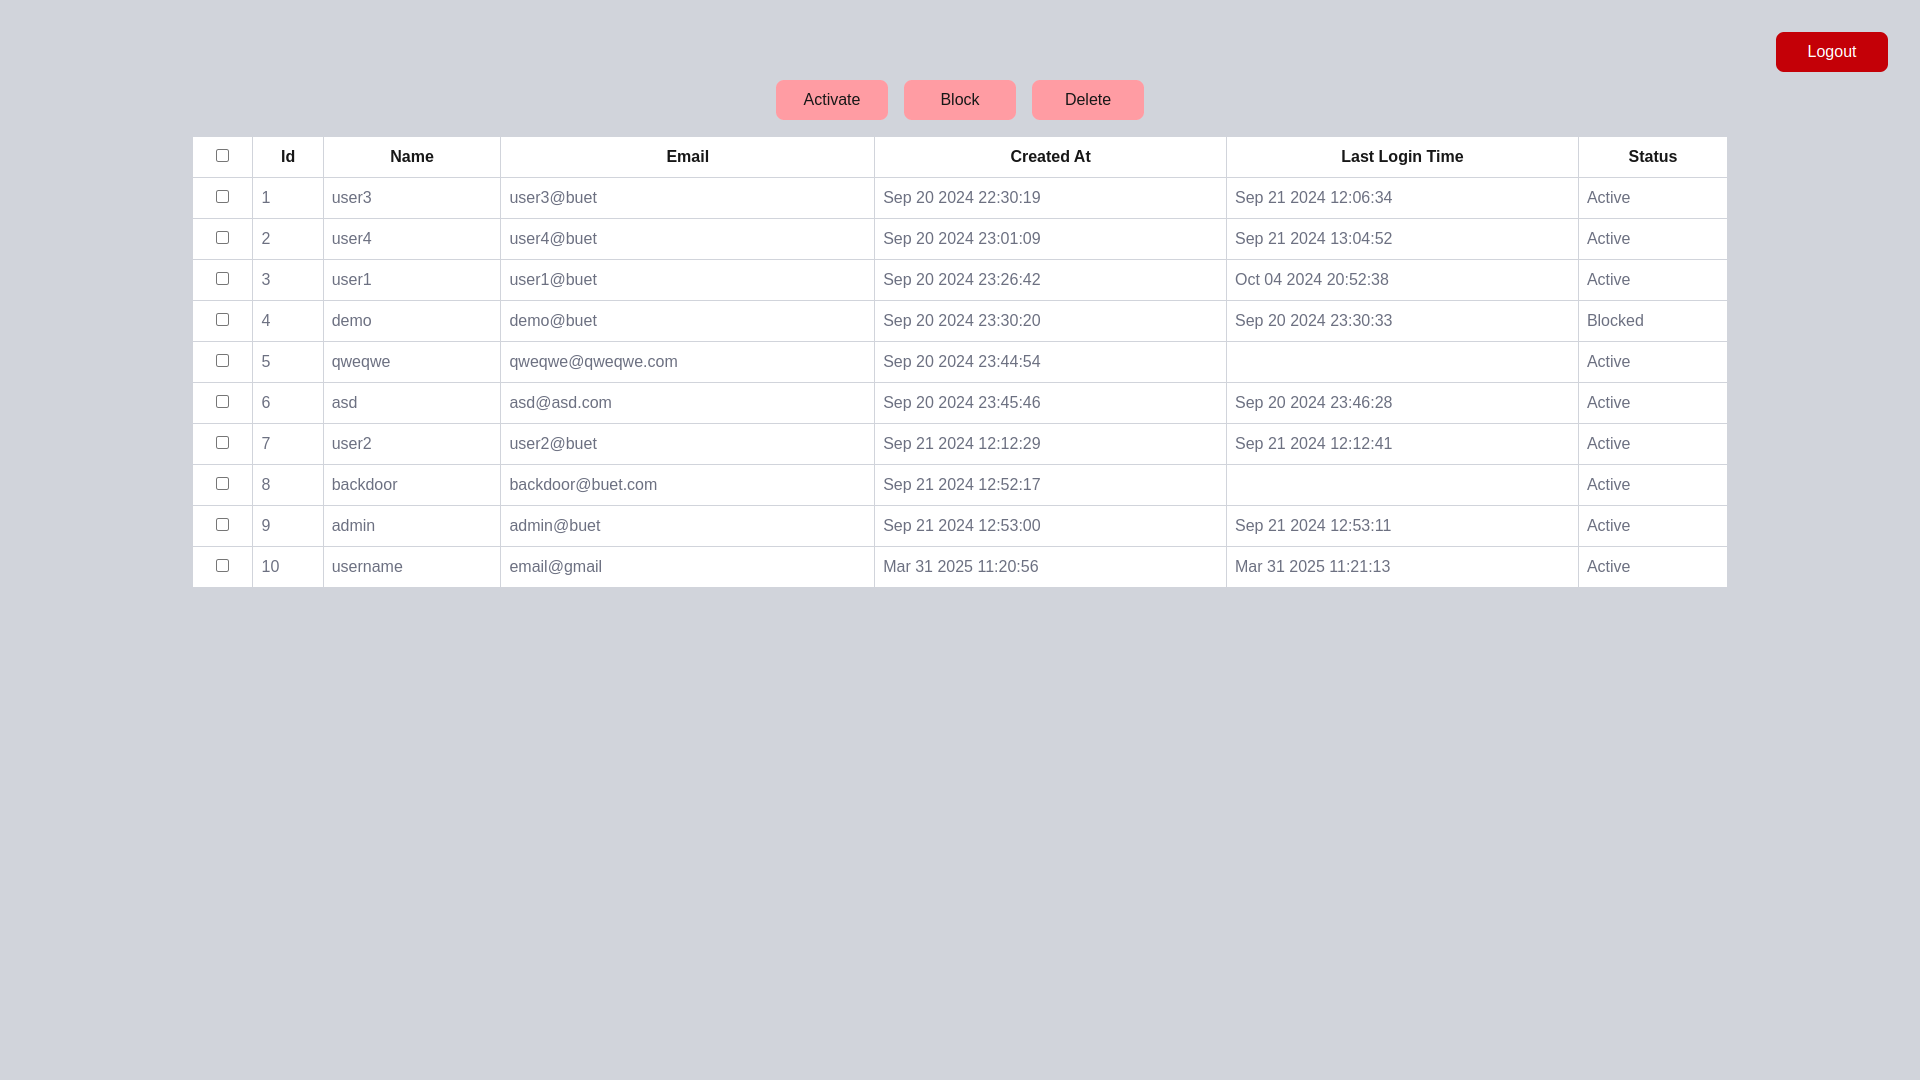 Logout
Activate Block Delete
Id Name Email Created At Last Login Time Status
1 user3 user3@buet Sep 20 2024 22:30:19 Sep 21 2024 12:06:34 Active
2 user4 user4@buet Sep 20 2024 23:01:09 Sep 21 2024 13:04:52 Active
3 user1 user1@buet Sep 20 2024 23:26:42 Oct 04 2024 20:52:38 Active
4 demo demo@buet Sep 20 2024 23:30:20 Sep 20 2024 23:30:33 Blocked
5 qweqwe qweqwe@qweqwe.com Sep 20 2024 23:44:54 Active
6 asd asd@asd.com Sep 20 2024 23:45:46 Sep 20 2024 23:46:28 Active
7 user2 user2@buet Sep 21 2024 12:12:29 Sep 21 2024 12:12:41 Active
8 backdoor backdoor@buet.com Sep 21 2024 12:52:17 Active
9 admin admin@buet Sep 21 2024 12:53:00 Sep 21 2024 12:53:11 Active
10 username email@gmail Mar 31 2025 11:20:56 Mar 31 2025 11:21:13 Active